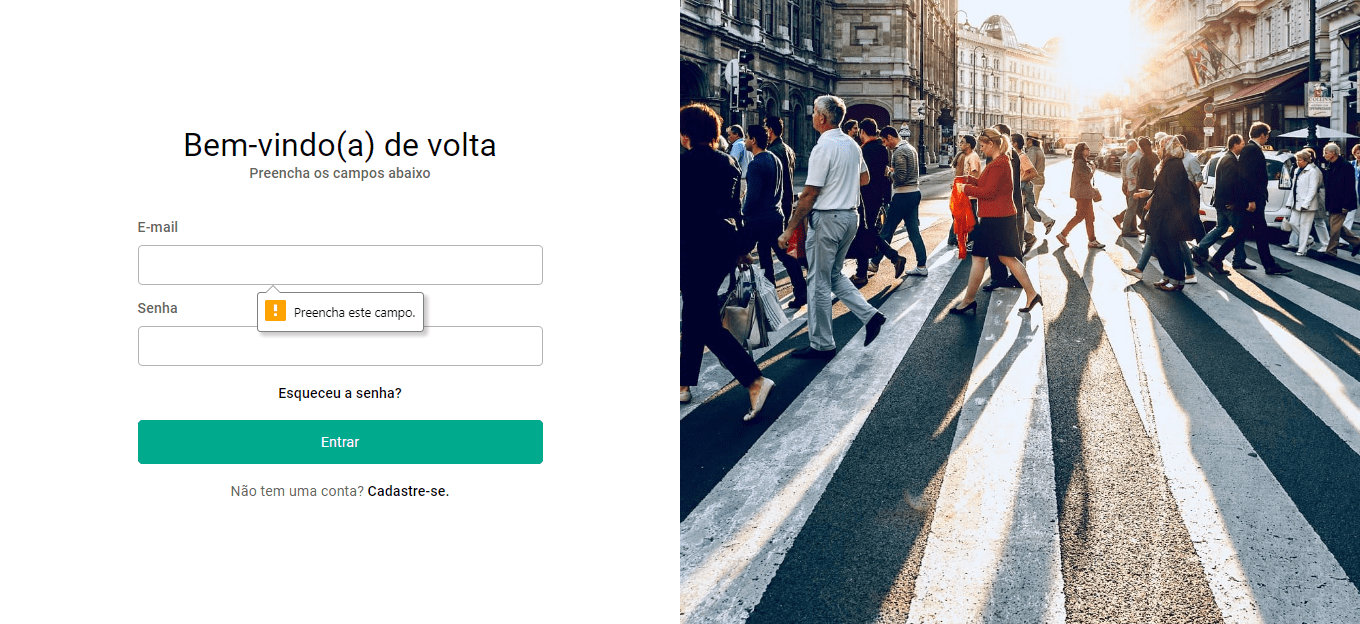 Bem-vindo(a) de volta
Preencha os campos abaixo
E-mail
Preencha este campo.
Senha
Esqueceu a senha?
Entrar
Não tem uma conta? Cadastre-se.
COLLINS